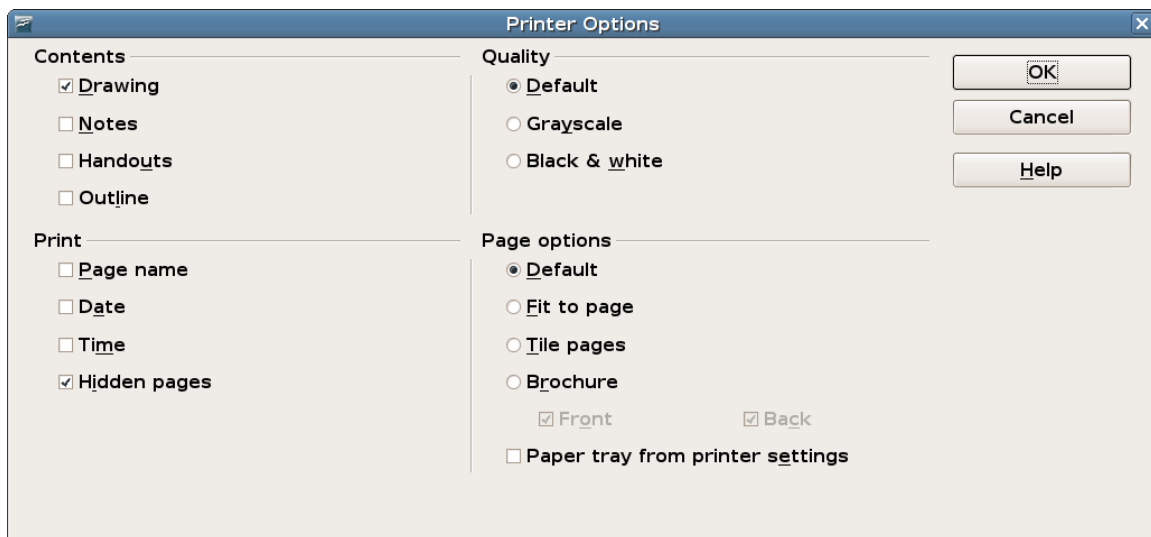 Printer Options
Contents
Drawing
Notes
Handouts
Outline
Quality
Default
Grayscale
Black & white
OK
Cancel
Help
Print
Page name
Date
Time
Hidden pages
Page options
Default
Fit to page
Tile pages
Brochure
Front Back
Paper tray from printer settings